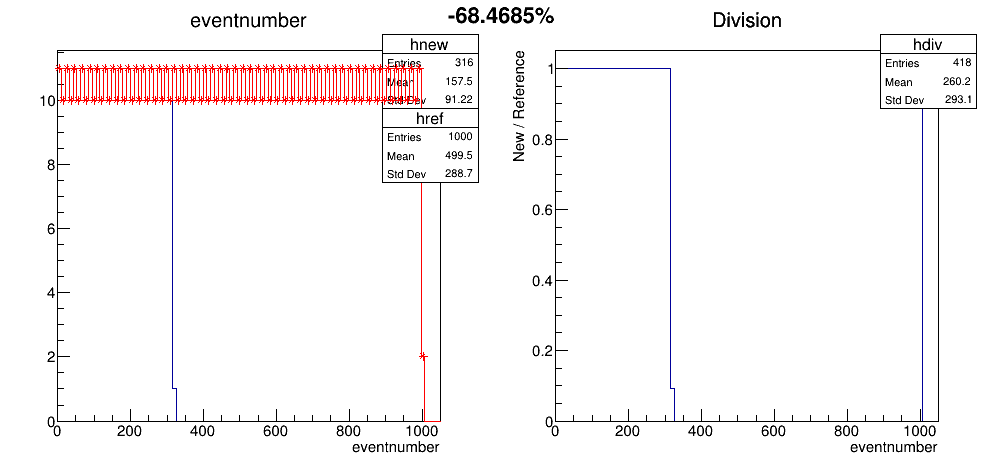 -68.4685%
eventnumber
hnew
Entries 316
Mean 157.5
Std Dev 91.22
href
Entries 1000
Mean 499.5
Std Dev 288.7
10
8
6
4
2
0
0 200 400 600 800 1000
eventnumber
Division
hdiv
Entries 418
Mean 260.2
Std Dev 293.1
New / Reference
1
0.8
0.6
0.4
0.2
0
0 200 400 600 800 1000
eventnumber